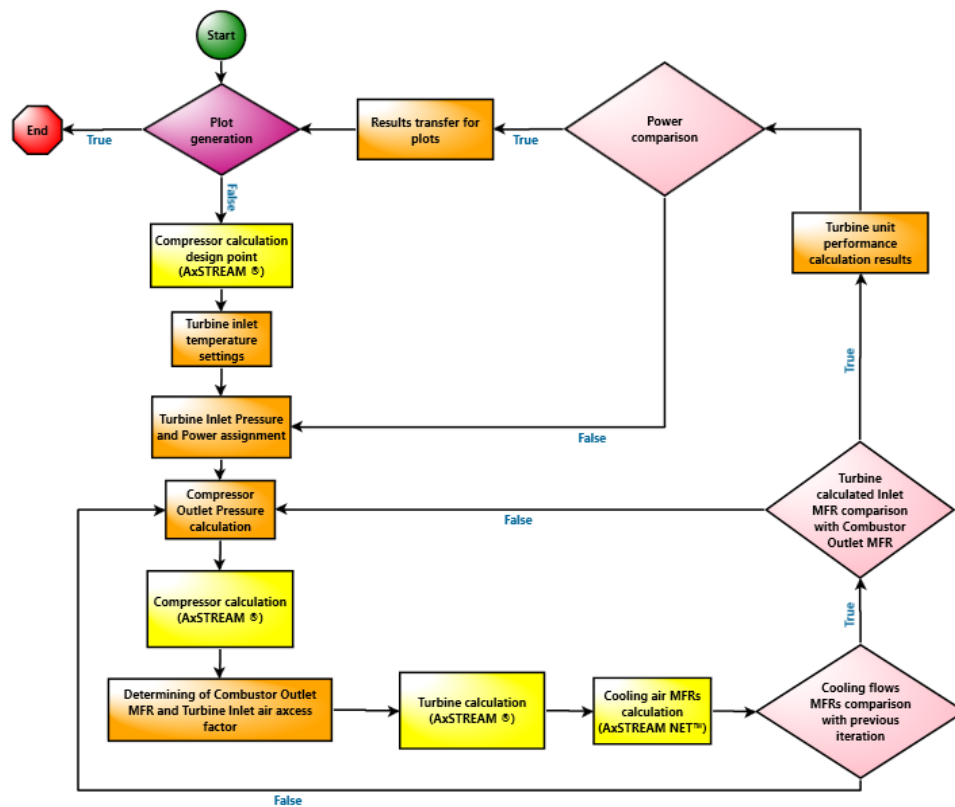 Start
Plot
generation
True
End
False
Results transfer for
plots
True
Power
comparison
Compressor calculation
design point
(AxSTREAM ®)
Turbine unit
performance
calculation results
Turbine inlet
temperature
settings
True
Turbine Inlet Pressure
and Power assignment
False
Compressor
Outlet Pressure
calculation
False
Turbine
calculated Inlet
MFR comparison
with Combustor
Outlet MFR
Compressor calculation
(AxSTREAM ®)
True
Determining of Combustor Outlet
MFR and Turbine Inlet air axcess
factor
Turbine calculation
(AxSTREAM ®)
Cooling air MFRs
calculation
(AxSTREAM NET™)
Cooling flows
MFRs comparison
with previous
iteration
False